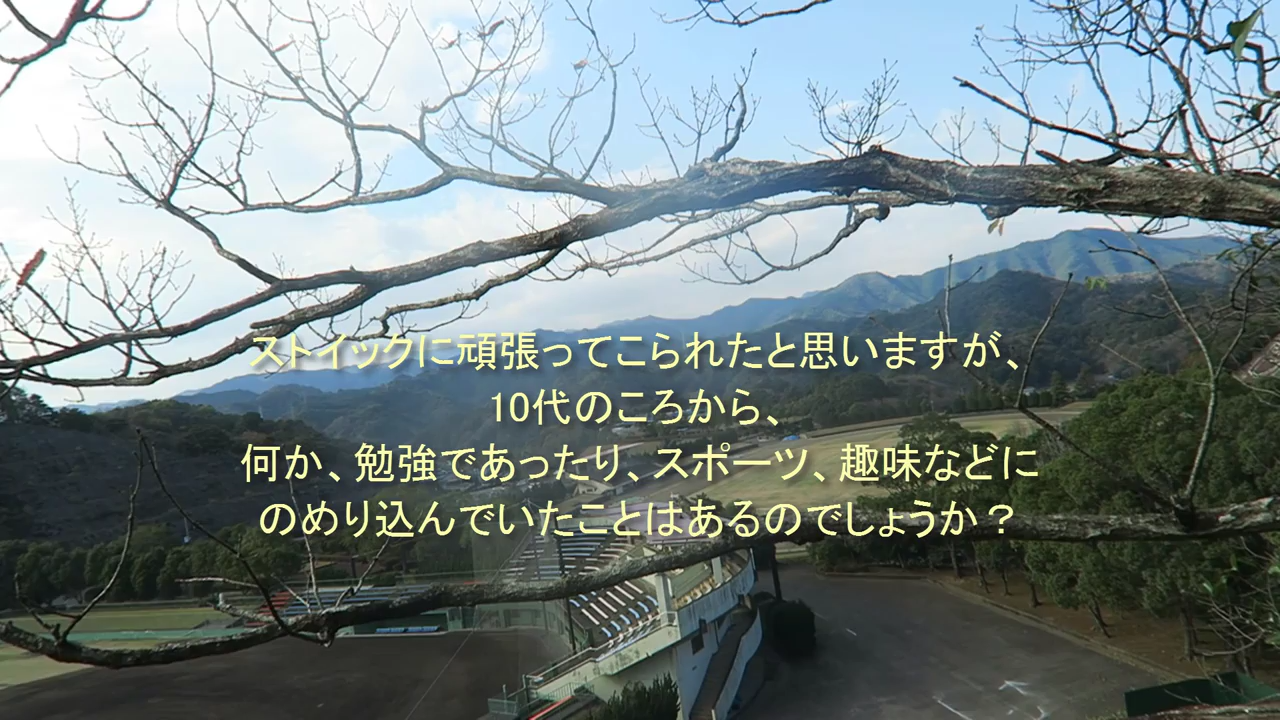 ストイックに頑張ってこられたと思いますが、
10代のころから、
何か、勉強であったり、スポーツ、趣味などに
のめり込んでいたことはあるのでしょうか？